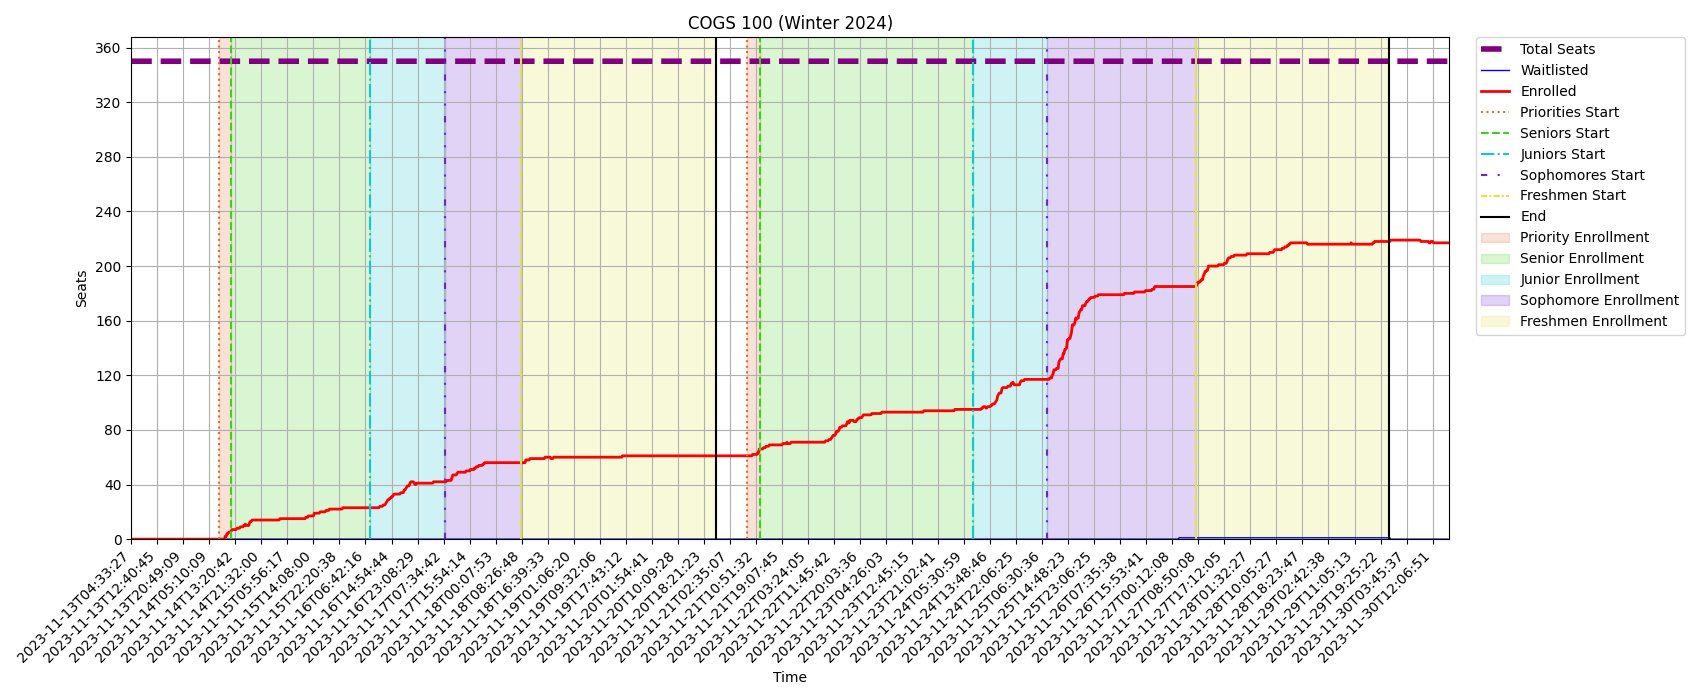 COGS 100 (Winter 2024)
360
320
280
240
200
160
120
80
40
0
Seats
2023-11-13T04:33:27
2023-11-13T12:40:45
2023-11-13T20:49:09
2023-11-14T05:10:09
2023-11-14T13:20:42
2023-11-14T21:32:00
2023-11-15T05:56:17
2023-11-15T14:08:00
2023-11-15T22:20:38
2023-11-16T06:42:16
2023-11-16T14:54:44
2023-11-16T23:08:29
2023-11-17T07:34:42
2023-11-17T15:54:14
2023-11-18T00:07:53
2023-11-18T08:26:48
2023-11-18T16:39:33
2023-11-19T01:06:20
2023-11-19T09:32:06
2023-11-19T17:43:12
2023-11-20T01:54:41
2023-11-20T10:09:28
2023-11-20T18:21:23
2023-11-21T02:35:07
2023-11-21T10:51:32
2023-11-21T19:07:45
2023-11-22T03:24:05
2023-11-22T11:45:42
2023-11-22T20:03:36
2023-11-23T04:26:03
2023-11-23T12:45:15
2023-11-23T21:02:41
2023-11-24T05:30:59
2023-11-24T13:48:46
2023-11-24T22:06:25
2023-11-25T06:30:36
2023-11-25T14:48:23
2023-11-25T23:06:25
2023-11-26T07:35:38
2023-11-26T15:53:41
2023-11-27T00:12:08
2023-11-27T08:50:08
2023-11-27T17:12:05
2023-11-28T01:32:27
2023-11-28T10:05:27
2023-11-28T18:23:47
2023-11-29T02:42:38
2023-11-29T11:05:13
2023-11-29T19:25:22
2023-11-30T03:45:37
2023-11-30T12:06:51
Time
Total Seats
Waitlisted
Enrolled
Priorities Start
Seniors Start
Juniors Start
Sophomores Start
Freshmen Start
End
Priority Enrollment
Senior Enrollment
Junior Enrollment
Sophomore Enrollment
Freshmen Enrollment